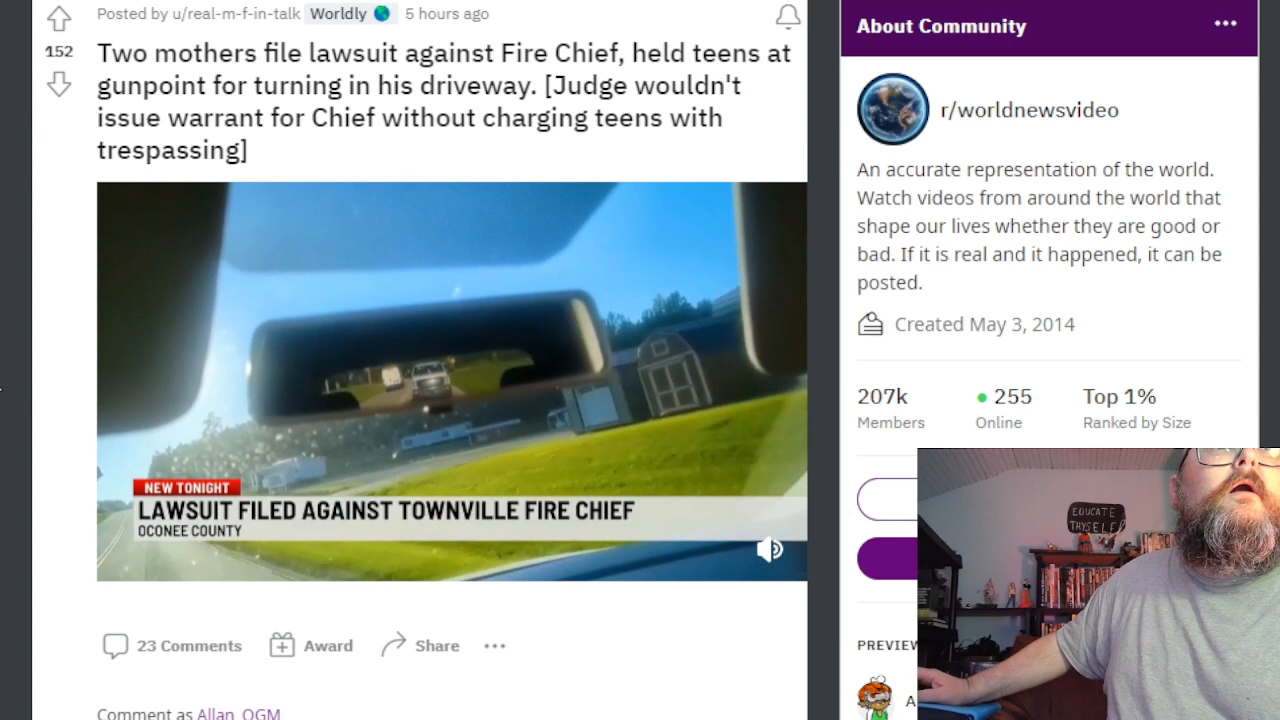 Posted by u/real-m-f-in-talk Worldly 5 hours ago
152
Two mothers file lawsuit against Fire Chief, held teens at
gunpoint for turning in his driveway. [Judge wouldn't
issue warrant for Chief without charging teens with
trespassing]
NEW TONIGHT
LAWSUIT FILED AGAINST TOWNVILLE FIRE CHIEF
OCONEE COUNTY
23 Comments Award Share
Comment as Allan_OGM
About Community
r/worldnewsvideo
An accurate representation of the world.
Watch videos from around the world that
shape our lives whether they are good or
bad. If it is real and it happened, it can be
posted.
Created May 3, 2014
207k 255 Top 1%
Members Online Ranked by Size
PREVIEW
A
EDUCATE
THYSELF